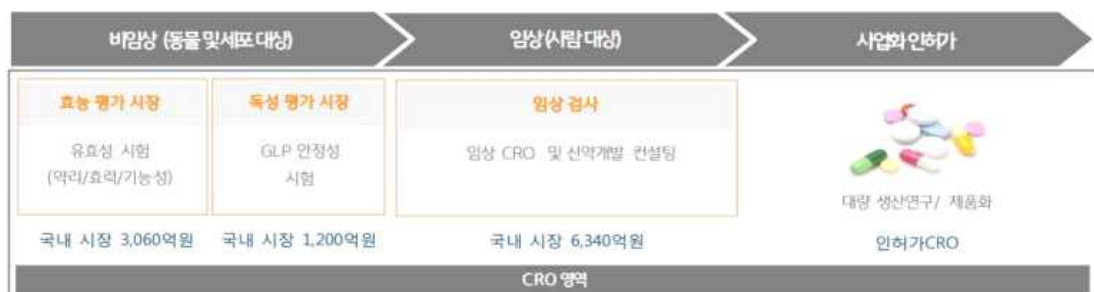 비임상 (동물 및 세포 대상)
임상(사람 대상)
사업화 인허가
효능 평가 시장
유효성 시험
(약리/효력/기능성)
국내 시장 3,060억원
독성 평가 시장
GLP 안정성
시험
국내 시장 1,200억원
임상 검사
임상 CRO 및 신약개발 컨설팅
국내 시장 6,340억원
대량 생산연구/ 제품화
인허가CRO
CRO 영역